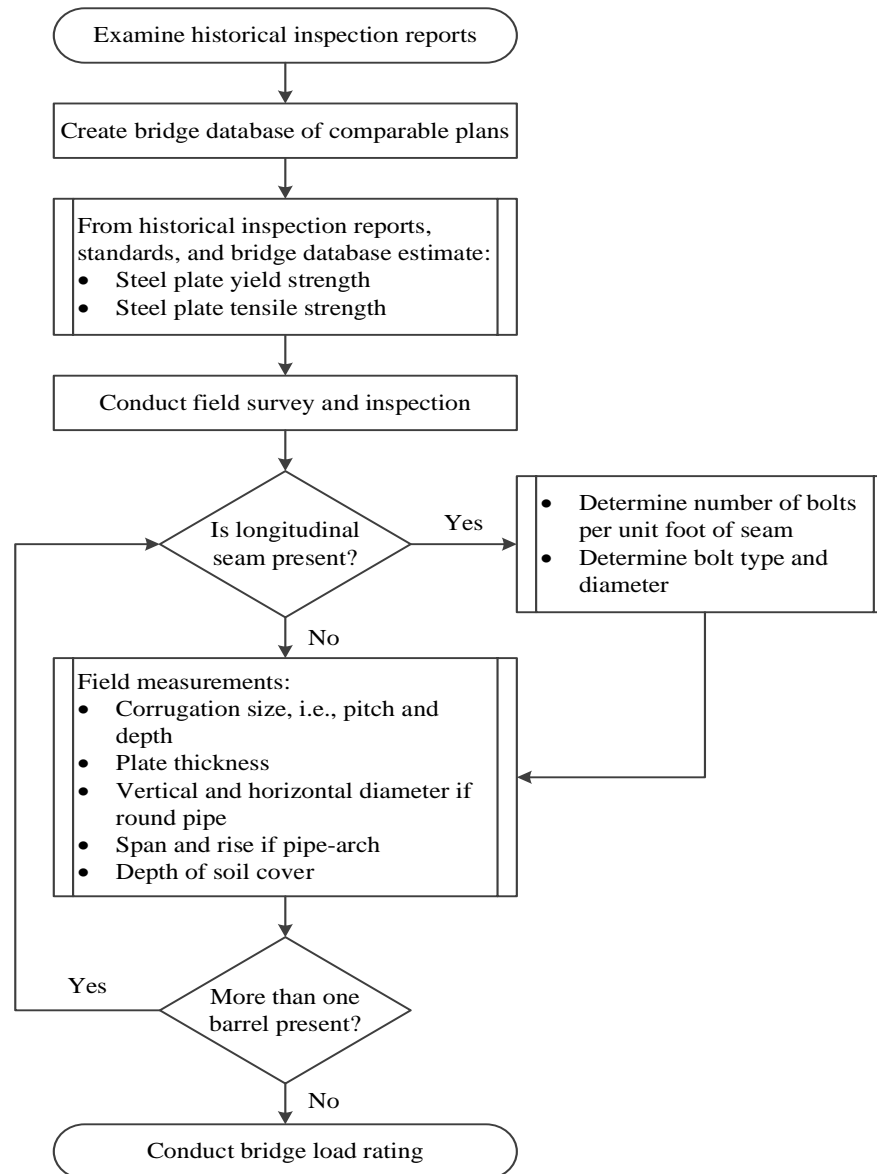 Examine historical inspection reports
Create bridge database of comparable plans
From historical inspection reports,
standards, and bridge database estimate:
• Steel plate yield strength
• Steel plate tensile strength
Conduct field survey and inspection
Is longitudinal
seam present?
Yes
• Determine number of bolts
per unit foot of seam
• Determine bolt type and
diameter
No
Field measurements:
• Corrugation size, i.e., pitch and
depth
• Plate thickness
• Vertical and horizontal diameter if
round pipe
• Span and rise if pipe-arch
• Depth of soil cover
Yes
More than one
barrel present?
No
Conduct bridge load rating